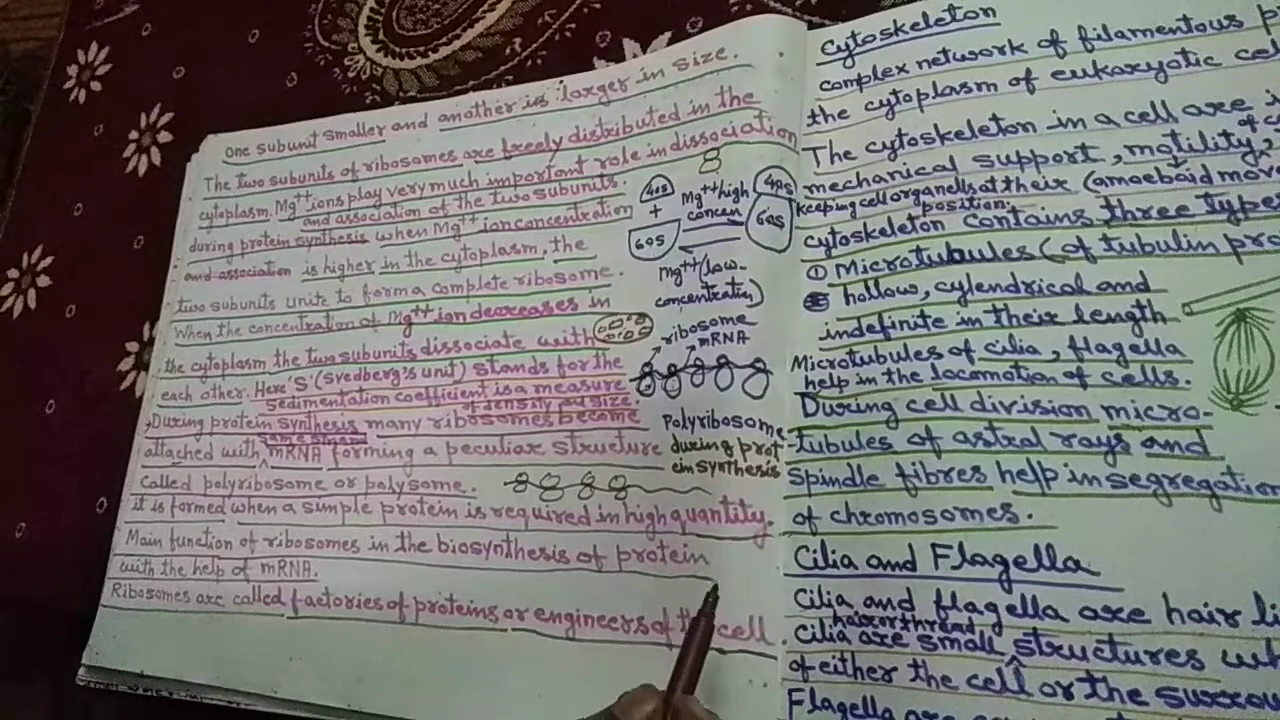 one subunit smaller and another is larger in size.
The two subunits of ribosomes are freely distributed in the
cytoplasm. Mg++ ions play very much important role in dissociation
and association of the two subunits.
during protein synthesis when Mg++ ion concentration
and association is higher in the cytoplasm, the
two subunits unite to form a complete ribosome.
When the concentration of Mg++ ion decreases in
the cytoplasm the two subunits dissociate with
each other. Here 'S' (Svedberg's unit) stands for the
Sedimentation coefficient is a measure
of density and size.
During protein synthesis many ribosomes become
same strand
attached with ^ mRNA forming a peculiar structure
called polyribosome or polysome.
it is formed when a simple protein is required in high quantity.
Main function of ribosomes in the biosynthesis of protein
with the help of mRNA.
Ribosomes are called factories of proteins or engineers of the cell
40S
+
60S
Mg++ high
concen
40S
60S
Mg++ (low
concentration)
ribosome
mRNA
Polyribosome
during prot
ein synthesis
Cytoskeleton
complex network of filamentous
the cytoplasm of eukaryotic
The cytoskeleton in a cell are
mechanical support, motility,
keeping cell organells at their (amoeboid
position.
cytoskeleton contains three
① Microtubules (of tubulin
hollow, cylendrical and
indefinite in their length
Microtubules of cilia, flagella
help in the locomotion of cells.
During cell division micro-
-tubules of astral rays and
spindle fibres help in segregation
of chromosomes.
Cilia and Flagella
Cilia and flagella are hair
hair or thread
cilia are small ^ structures
of either the cell or the
Flagella are